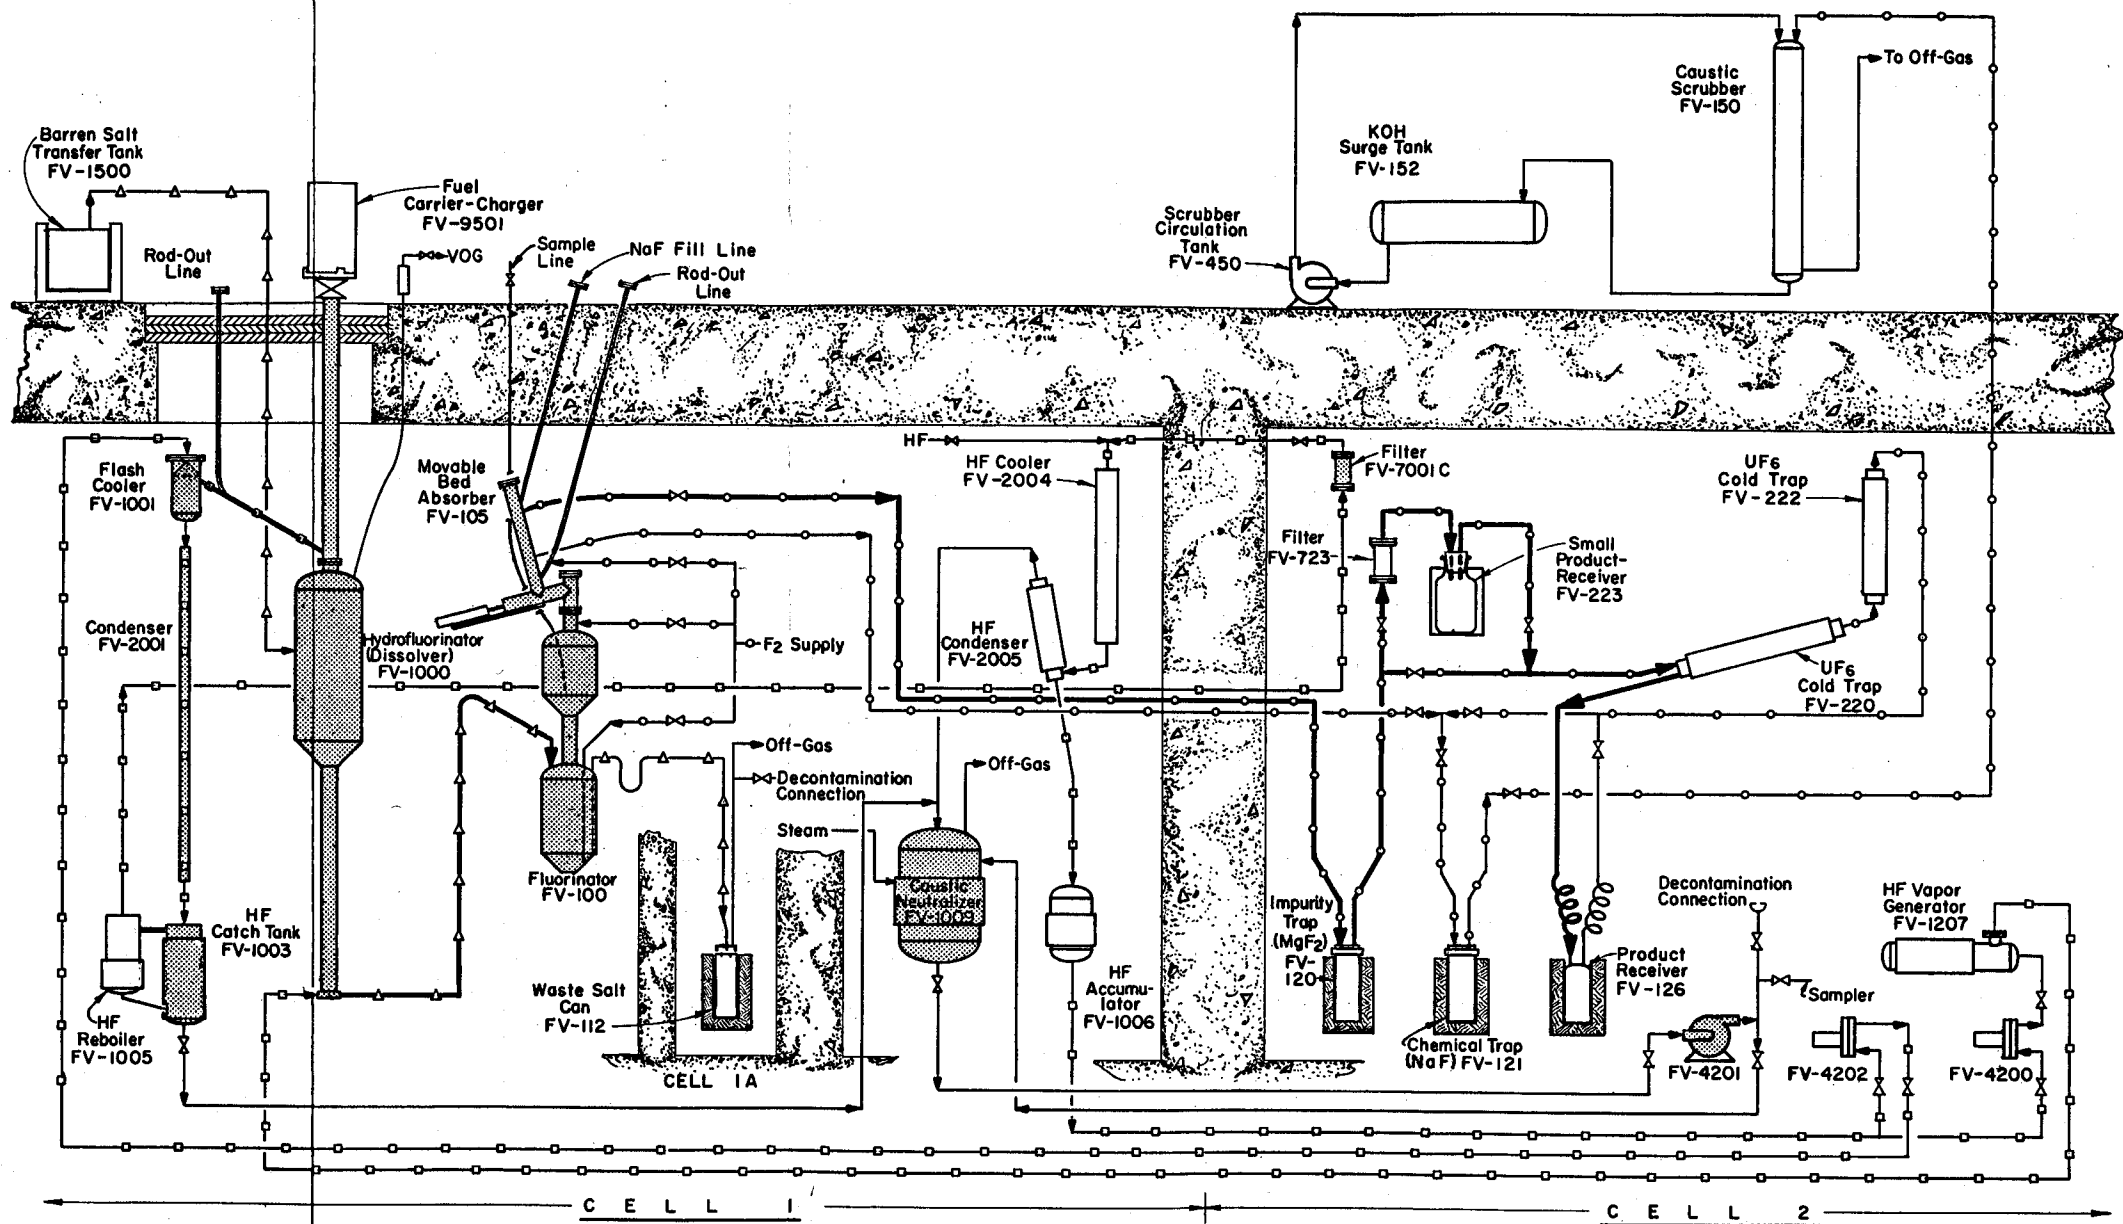 To Off-Gas
Caustic
Scrubber
FV-150
KOH
Surge Tank
FV-152
Barren Salt
Transfer Tank
FV-1500
Fuel
Carrier-Charger
FV-9501
Scrubber
Circulation
Tank
FV-450
Rod-Out
Line
VOG
Sample
Line
NaF Fill Line
Rod-Out
Line
Flash
Cooler
FV-1001
Movable
Bed
Absorber
FV-105
HF
HF Cooler
FV-2004
Filter
FV-7001C
UF6
Cold Trap
FV-222
Filter
FV-723
Small
Product-
Receiver
FV-223
Condenser
FV-2001
Hydrofluorinator
(Dissolver)
FV-1000
F2 Supply
HF
Condenser
FV-2005
UF6
Cold Trap
FV-220
Off-Gas
Decontamination
Connection
Off-Gas
Steam
Fluorinator
FV-100
Caustic
Neutralizer
FV-1009
HF
Catch Tank
FV-1003
Impurity
Trap
(MgF2)
FV-
120
Decontamination
Connection
HF Vapor
Generator
FV-1207
Waste Salt
Can
FV-112
HF
Accumu-
lator
FV-1006
Product
Receiver
FV-126
Sampler
HF
Reboiler
FV-1005
Chemical Trap
(NaF) FV-121
FV-4201
FV-4202
FV-4200
CELL 1A
CELL 1
CELL 2